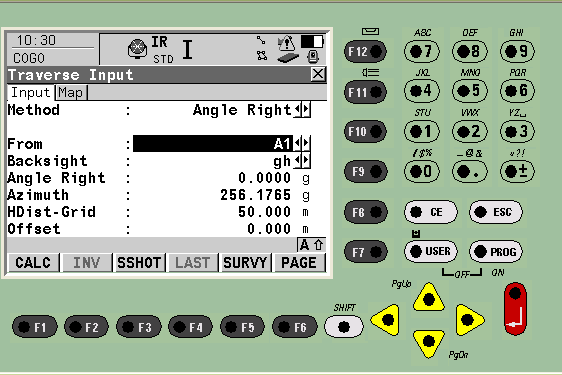 10:30
COGO
IR
STD
I
Traverse Input
Input Map
Method : Angle Right
From : A1
Backsight : gh
Angle Right : 0.0000 g
Azimuth : 256.1765 g
HDist-Grid : 50.000 m
Offset : 0.000 m
A
CALC INV SSHOT LAST SURVY PAGE
F1 F2 F3 F4 F5 F6
SHIFT
F12
ABC DEF GHI
7 8 9
F11
JKL MNO PQR
4 5 6
F10
STU VWX YZ
1 2 3
F9
/$% _@& *?!
0 . ±
F8 CE ESC
F7 USER PROG
OFF ON
PgUp
PgDn